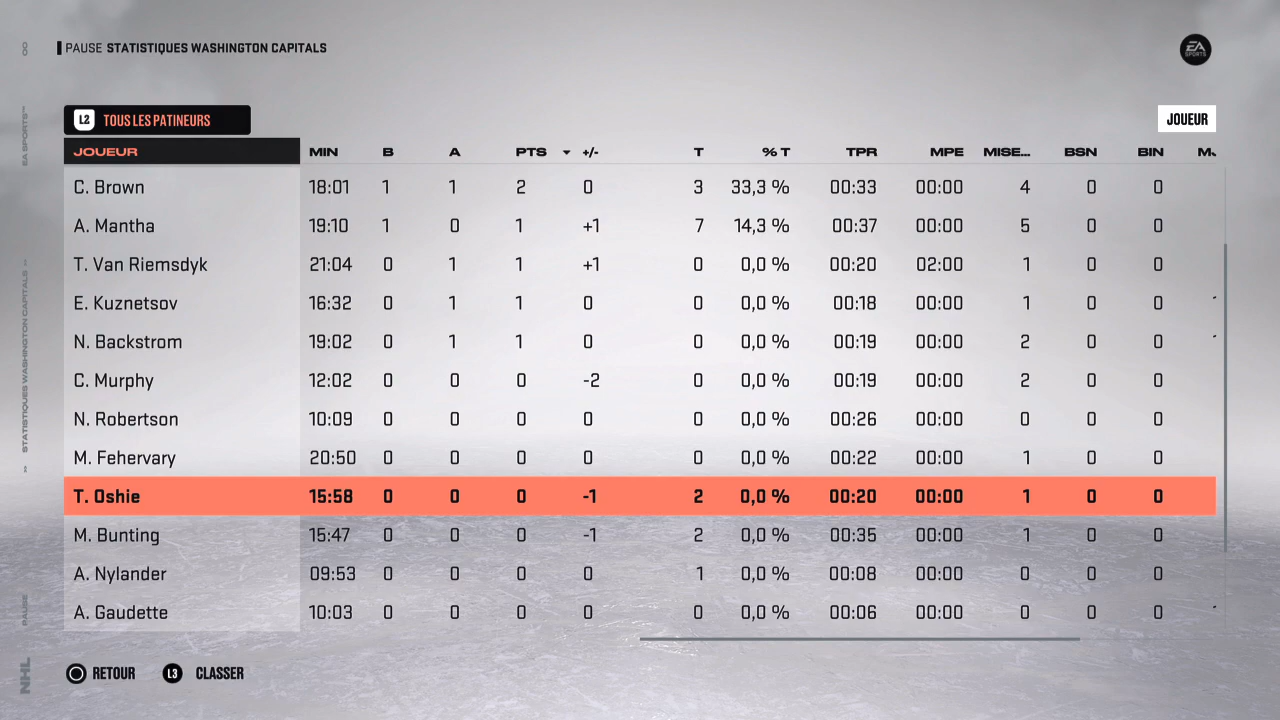 PAUSE STATISTIQUES WASHINGTON CAPITALS
EA SPORTS
L2 TOUS LES PATINEURS
JOUEUR
JOUEUR MIN B A PTS +/- T % T TPR MPE MISE... BSN BIN
C. Brown 18:01 1 1 2 0 3 33,3 % 00:33 00:00 4 0 0
A. Mantha 19:10 1 0 1 +1 7 14,3 % 00:37 00:00 5 0 0
T. Van Riemsdyk 21:04 0 1 1 +1 0 0,0 % 00:20 02:00 1 0 0
E. Kuznetsov 16:32 0 1 1 0 0 0,0 % 00:18 00:00 1 0 0
N. Backstrom 19:02 0 1 1 0 0 0,0 % 00:19 00:00 2 0 0
C. Murphy 12:02 0 0 0 -2 0 0,0 % 00:19 00:00 2 0 0
N. Robertson 10:09 0 0 0 0 0 0,0 % 00:26 00:00 0 0 0
M. Fehervary 20:50 0 0 0 0 0 0,0 % 00:22 00:00 1 0 0
T. Oshie 15:58 0 0 0 -1 2 0,0 % 00:20 00:00 1 0 0
M. Bunting 15:47 0 0 0 -1 2 0,0 % 00:35 00:00 1 0 0
A. Nylander 09:53 0 0 0 0 1 0,0 % 00:08 00:00 0 0 0
A. Gaudette 10:03 0 0 0 0 0 0,0 % 00:06 00:00 0 0 0
RETOUR L3 CLASSER
EA SPORTS™
STATISTIQUES WASHINGTON CAPITALS
PAUSE
NHL